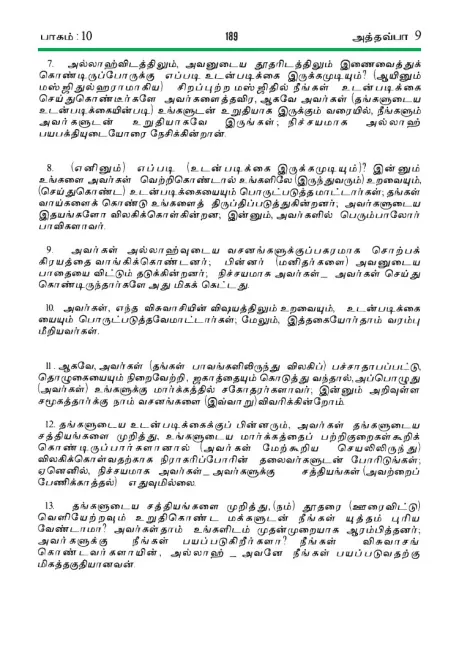 பாகம் : 10 189 அத்தவ்பா 9
7. அல்லாஹ்விடத்திலும், அவனுடைய தூதரிடத்திலும் இணைவைத்துக்
கொண்டிருப்போருக்கு எப்படி உடன்படிக்கை இருக்கமுடியும்? (ஆயினும்
மஸ்ஜிதுல்ஹராமாகிய) சிறப்புற்ற மஸ்ஜிதில் நீங்கள் உடன்படிக்கை
செய்துகொண்டீர்களே அவர்களைத்தவிர, ஆகவே அவர்கள் (தங்களுடைய
உடன்படிக்கையின்படி) உங்களுடன் உறுதியாக இருக்கும் வரையில், நீங்களும்
அவர்களுடன் உறுதியாகவே இருங்கள்; நிச்சயமாக அல்லாஹ்
பயபக்தியுடையோரை நேசிக்கின்றான்.
8. (எனினும்) எப்படி (உடன்படிக்கை இருக்கமுடியும்)? இன்னும்
உங்களை அவர்கள் வெற்றிகொண்டால் உங்களிலே (இருந்துவரும்) உறவையும்,
(செய்துகொண்ட) உடன்படிக்கையையும் பொருட்படுத்தமாட்டார்கள்; தங்கள்
வாய்களைக் கொண்டு உங்களைத் திருப்திப்படுத்துகின்றனர்; அவர்களுடைய
இதயங்களோ விலகிக்கொள்கின்றன; இன்னும், அவர்களில் பெரும்பாலோர்
பாவிகளாவர்.
9. அவர்கள் அல்லாஹ்வுடைய வசனங்களுக்குப்பகரமாக சொற்பக்
கிரயத்தை வாங்கிக்கொண்டனர்; பின்னர் (மனிதர்களை) அவனுடைய
பாதையை விட்டும் தடுக்கின்றனர்; நிச்சயமாக அவர்கள்_ அவர்கள் செய்து
கொண்டிருந்தார்களே அது மிகக் கெட்டது.
10. அவர்கள், எந்த விசுவாசியின் விஷயத்திலும் உறவையும், உடன்படிக்கை
யையும் பொருட்படுத்தவேமாட்டார்கள்; மேலும், இத்தகையோர்தாம் வரம்பு
மீறியவர்கள்.
11. ஆகவே, அவர்கள் (தங்கள் பாவங்களிலிருந்து விலகிப்) பச்சாதாபப்பட்டு,
தொழுகையையும் நிறைவேற்றி, ஜகாத்தையும் கொடுத்து வந்தால், அப்பொழுது
(அவர்கள்) உங்களுக்கு மார்க்கத்தில் சகோதரர்களாவர்; இன்னும் அறிவுள்ள
சமூகத்தார்க்கு நாம் வசனங்களை (இவ்வாறு) விவரிக்கின்றோம்.
12. தங்களுடைய உடன்படிக்கைக்குப் பின்னரும், அவர்கள் தங்களுடைய
சத்தியங்களை முறித்து, உங்களுடைய மார்க்கத்தைப் பற்றிகுறைகள்கூறிக்
கொண்டிருப்பார்களானால் (அவர்கள் மேற்கூறிய செயலிலிருந்து)
விலகிக்கொள்வதற்காக நிராகரிப்போரின் தலைவர்களுடன் போரிடுங்கள்;
ஏனெனில், நிச்சயமாக அவர்கள்_அவர்களுக்கு சத்தியங்கள் (அவற்றைப்
பேணிக்காத்தல்) எதுவுமில்லை.
13. தங்களுடைய சத்தியங்களை முறித்து, (நம்) தூதரை (ஊரைவிட்டு)
வெளியேற்றவும் உறுதிகொண்ட மக்களுடன் நீங்கள் யுத்தம் புரிய
வேண்டாமா? அவர்கள்தாம் உங்களிடம் முதன்முறையாக ஆரம்பித்தனர்;
அவர்களுக்கு நீங்கள் பயப்படுகிறீர்களா? நீங்கள் விசுவாசங்
கொண்டவர்களாயின், அல்லாஹ் _ அவனே நீங்கள் பயப்படுவதற்கு
மிகத்தகுதியானவன்.